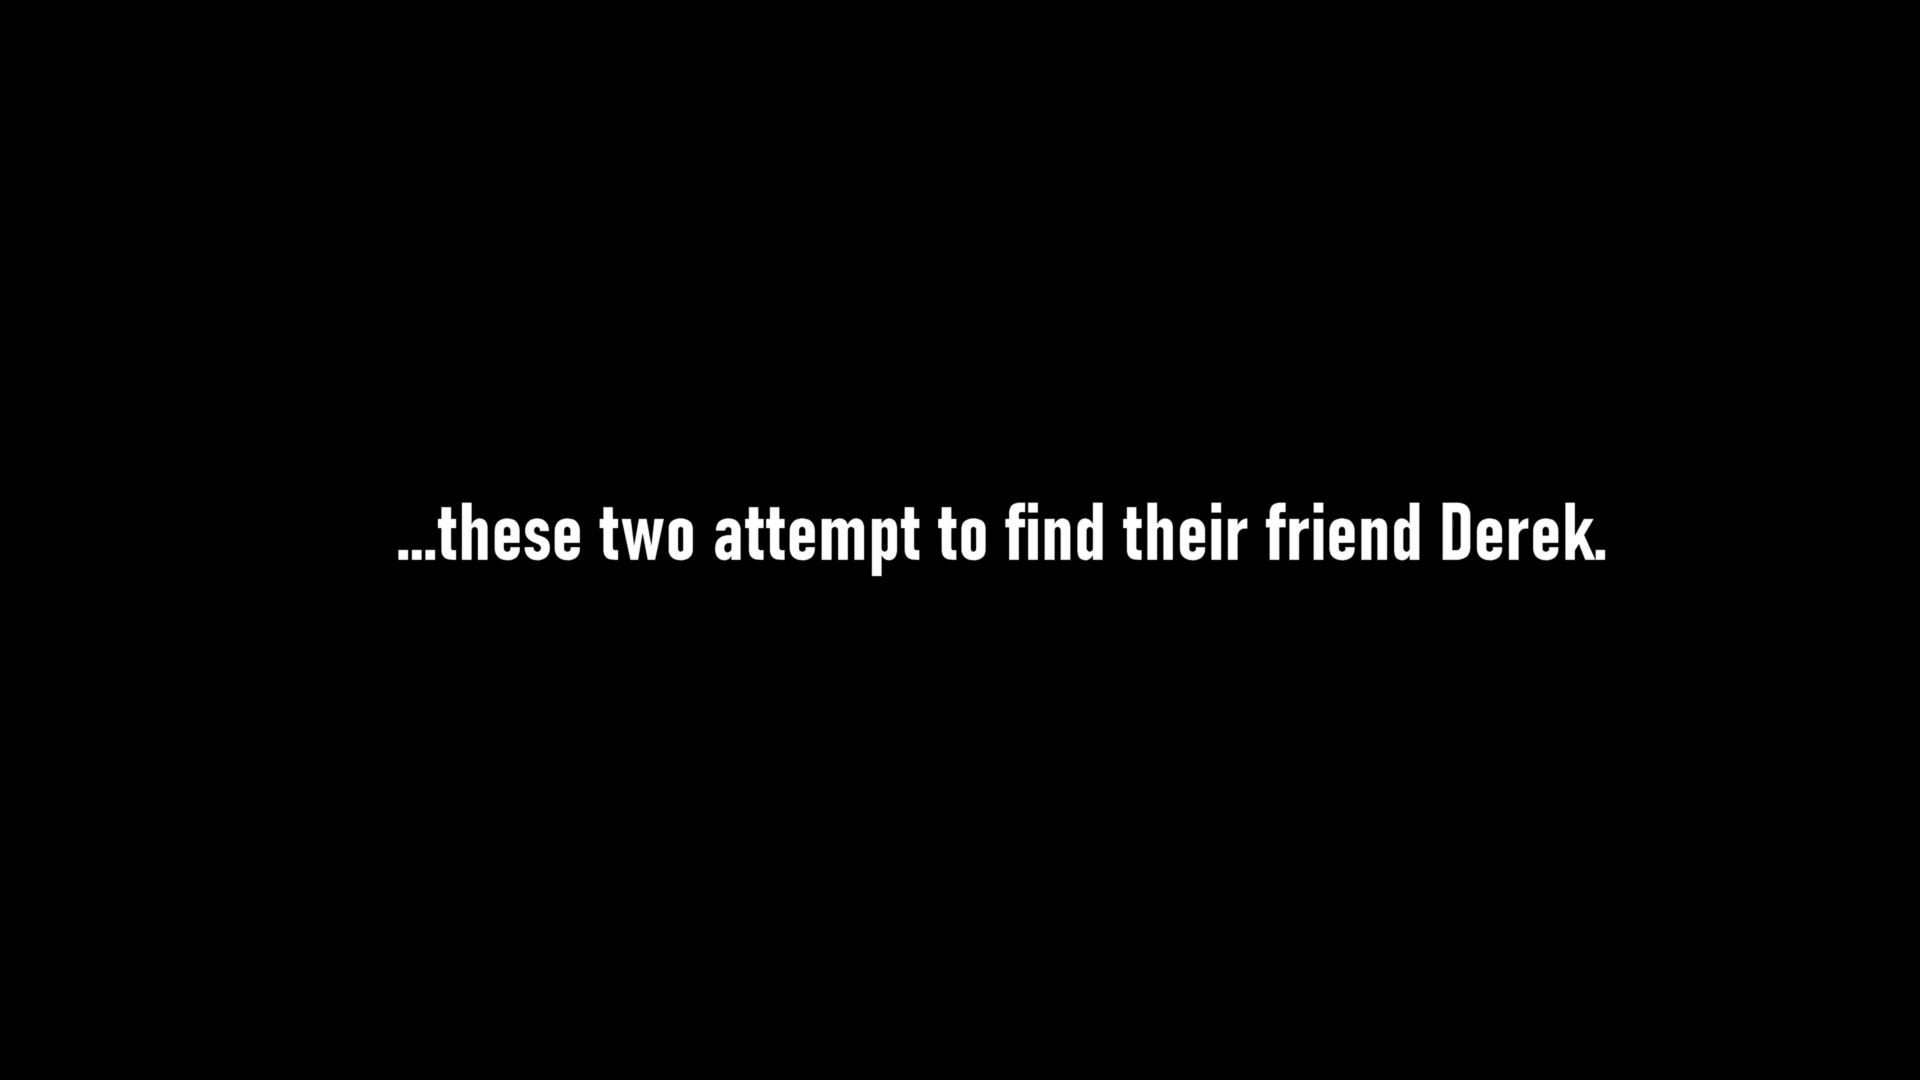 ...these two attempt to find their friend Derek.